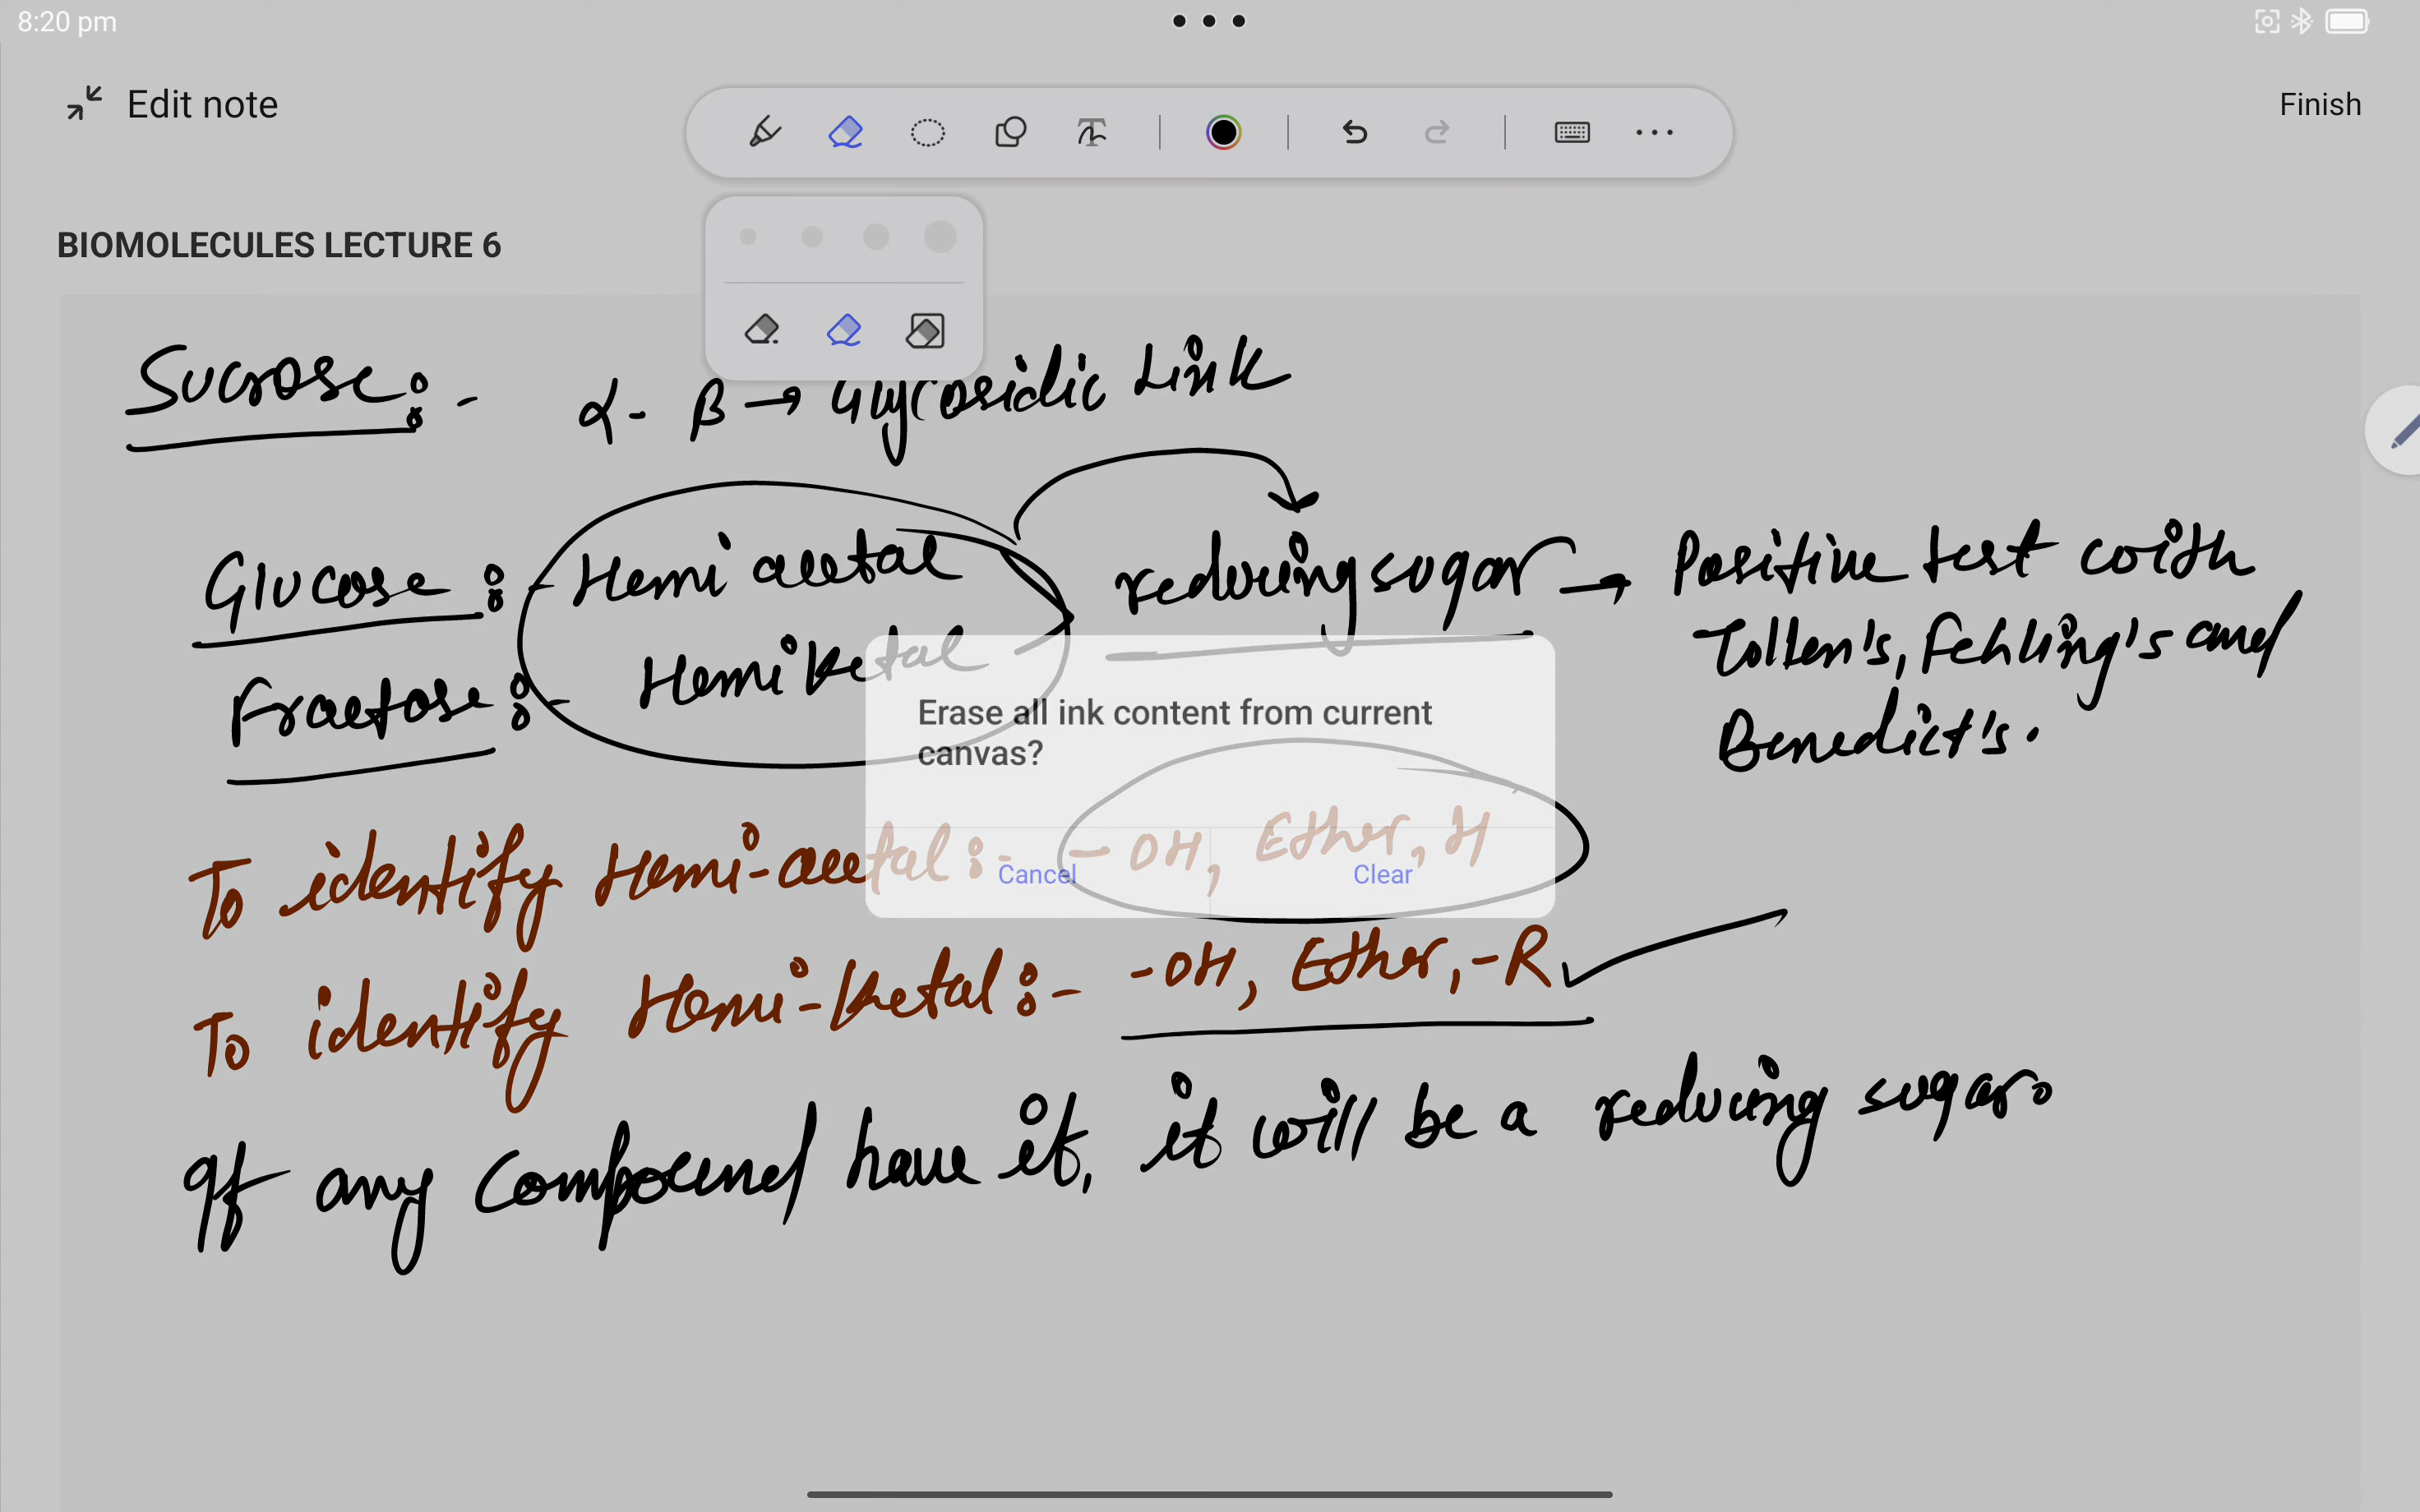 8:20 pm
Edit note
Finish
BIOMOLECULES LECTURE 6
Sucrose:- α-β → Glycosidic Link
Glucose :- Hemi acetal reducing sugar → Positive test with
Fructose :- Hemi Ketal Tollen's, Fehling's and
Benedict's.
Erase all ink content from current
canvas?
Cancel
Clear
To identify Hemi-acetal :- -OH, Ether, H
To identify Hemi-Ketal :- -OH, Ether, -R
If any Compound have it, it will be a reducing sugar.